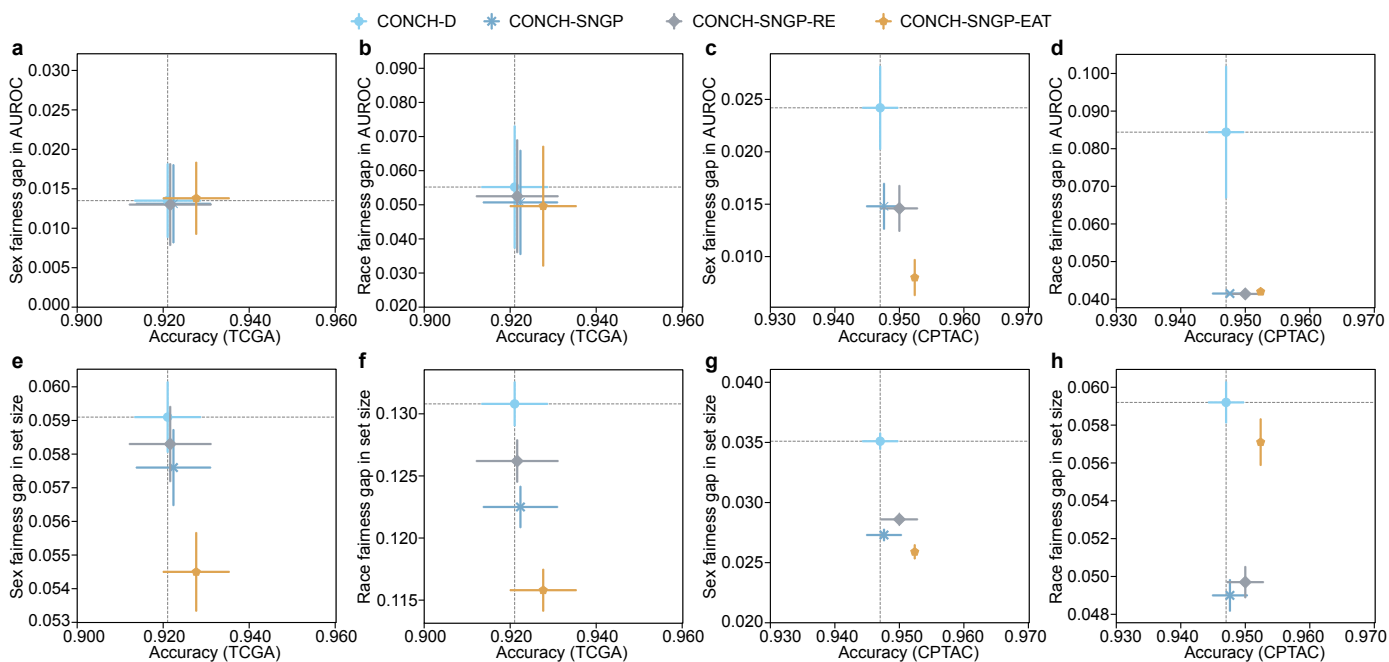 CONCH-D CONCH-SNGP CONCH-SNGP-RE CONCH-SNGP-EAT
a
Sex fairness gap in AUROC
0.030
0.025
0.020
0.015
0.010
0.005
0.000
0.900 0.920 0.940 0.960
Accuracy (TCGA)
b
Race fairness gap in AUROC
0.090
0.070
0.060
0.050
0.040
0.030
0.020
0.900 0.920 0.940 0.960
Accuracy (TCGA)
c
Sex fairness gap in AUROC
0.025
0.020
0.015
0.010
0.930 0.940 0.950 0.960 0.970
Accuracy (CPTAC)
d
Race fairness gap in AUROC
0.100
0.090
0.080
0.070
0.060
0.050
0.040
0.930 0.940 0.950 0.960 0.970
Accuracy (CPTAC)
e
Sex fairness gap in set size
0.060
0.059
0.058
0.057
0.056
0.055
0.054
0.053
0.900 0.920 0.940 0.960
Accuracy (TCGA)
f
Race fairness gap in set size
0.130
0.125
0.120
0.115
0.900 0.920 0.940 0.960
Accuracy (TCGA)
g
Sex fairness gap in set size
0.040
0.035
0.030
0.025
0.020
0.930 0.940 0.950 0.960 0.970
Accuracy (CPTAC)
h
Race fairness gap in set size
0.060
0.058
0.056
0.054
0.052
0.050
0.048
0.930 0.940 0.950 0.960 0.970
Accuracy (CPTAC)